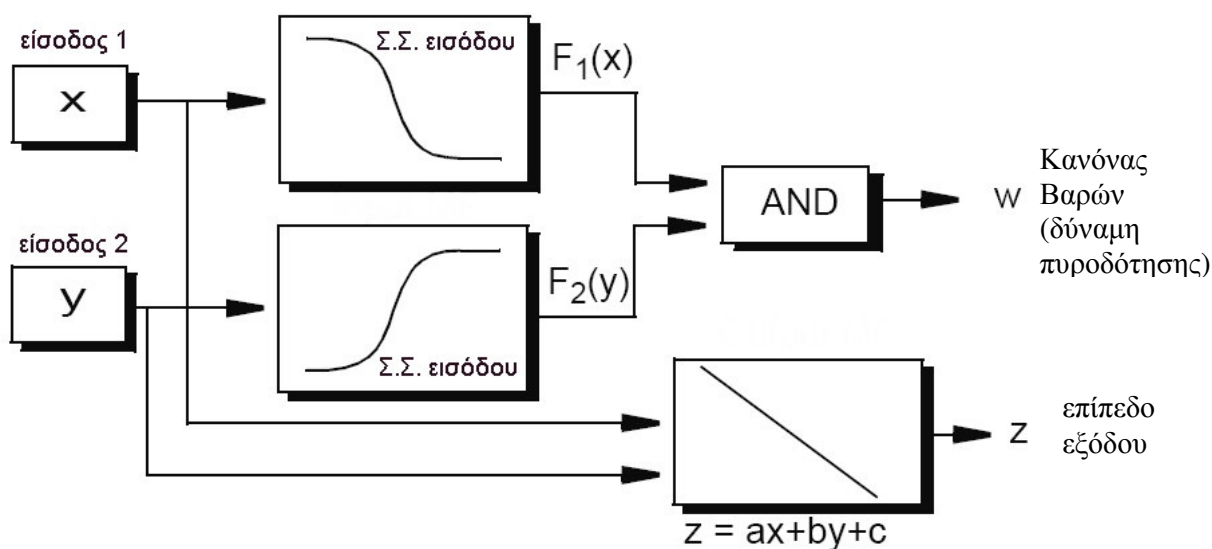 είσοδος 1
x
Σ.Σ. εισόδου
F1(x)
είσοδος 2
y
Σ.Σ. εισόδου
F2(y)
AND
w
Κανόνας
Βαρών
(δύναμη
πυροδότησης)
z = ax+by+c
z
επίπεδο
εξόδου